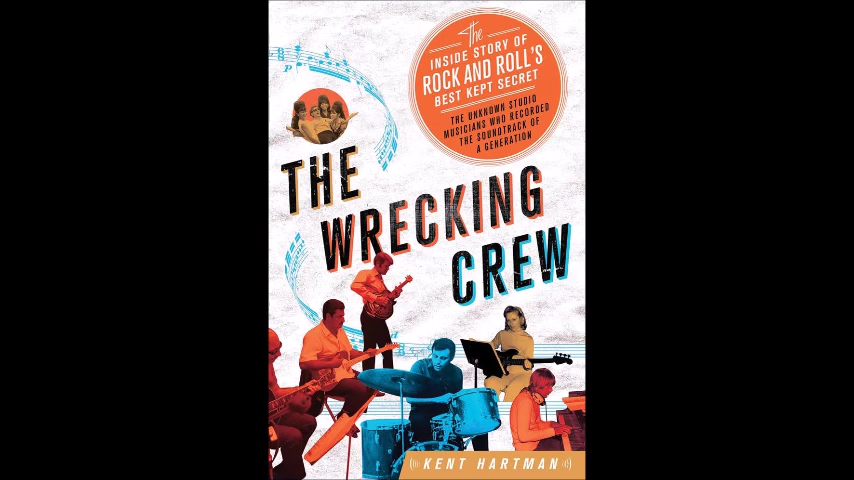 The
INSIDE STORY OF
ROCK AND ROLL'S
BEST KEPT SECRET
THE UNKNOWN STUDIO
MUSICIANS WHO RECORDED
THE SOUNDTRACK OF
A GENERATION
THE
WRECKING
CREW
KENT HARTMAN